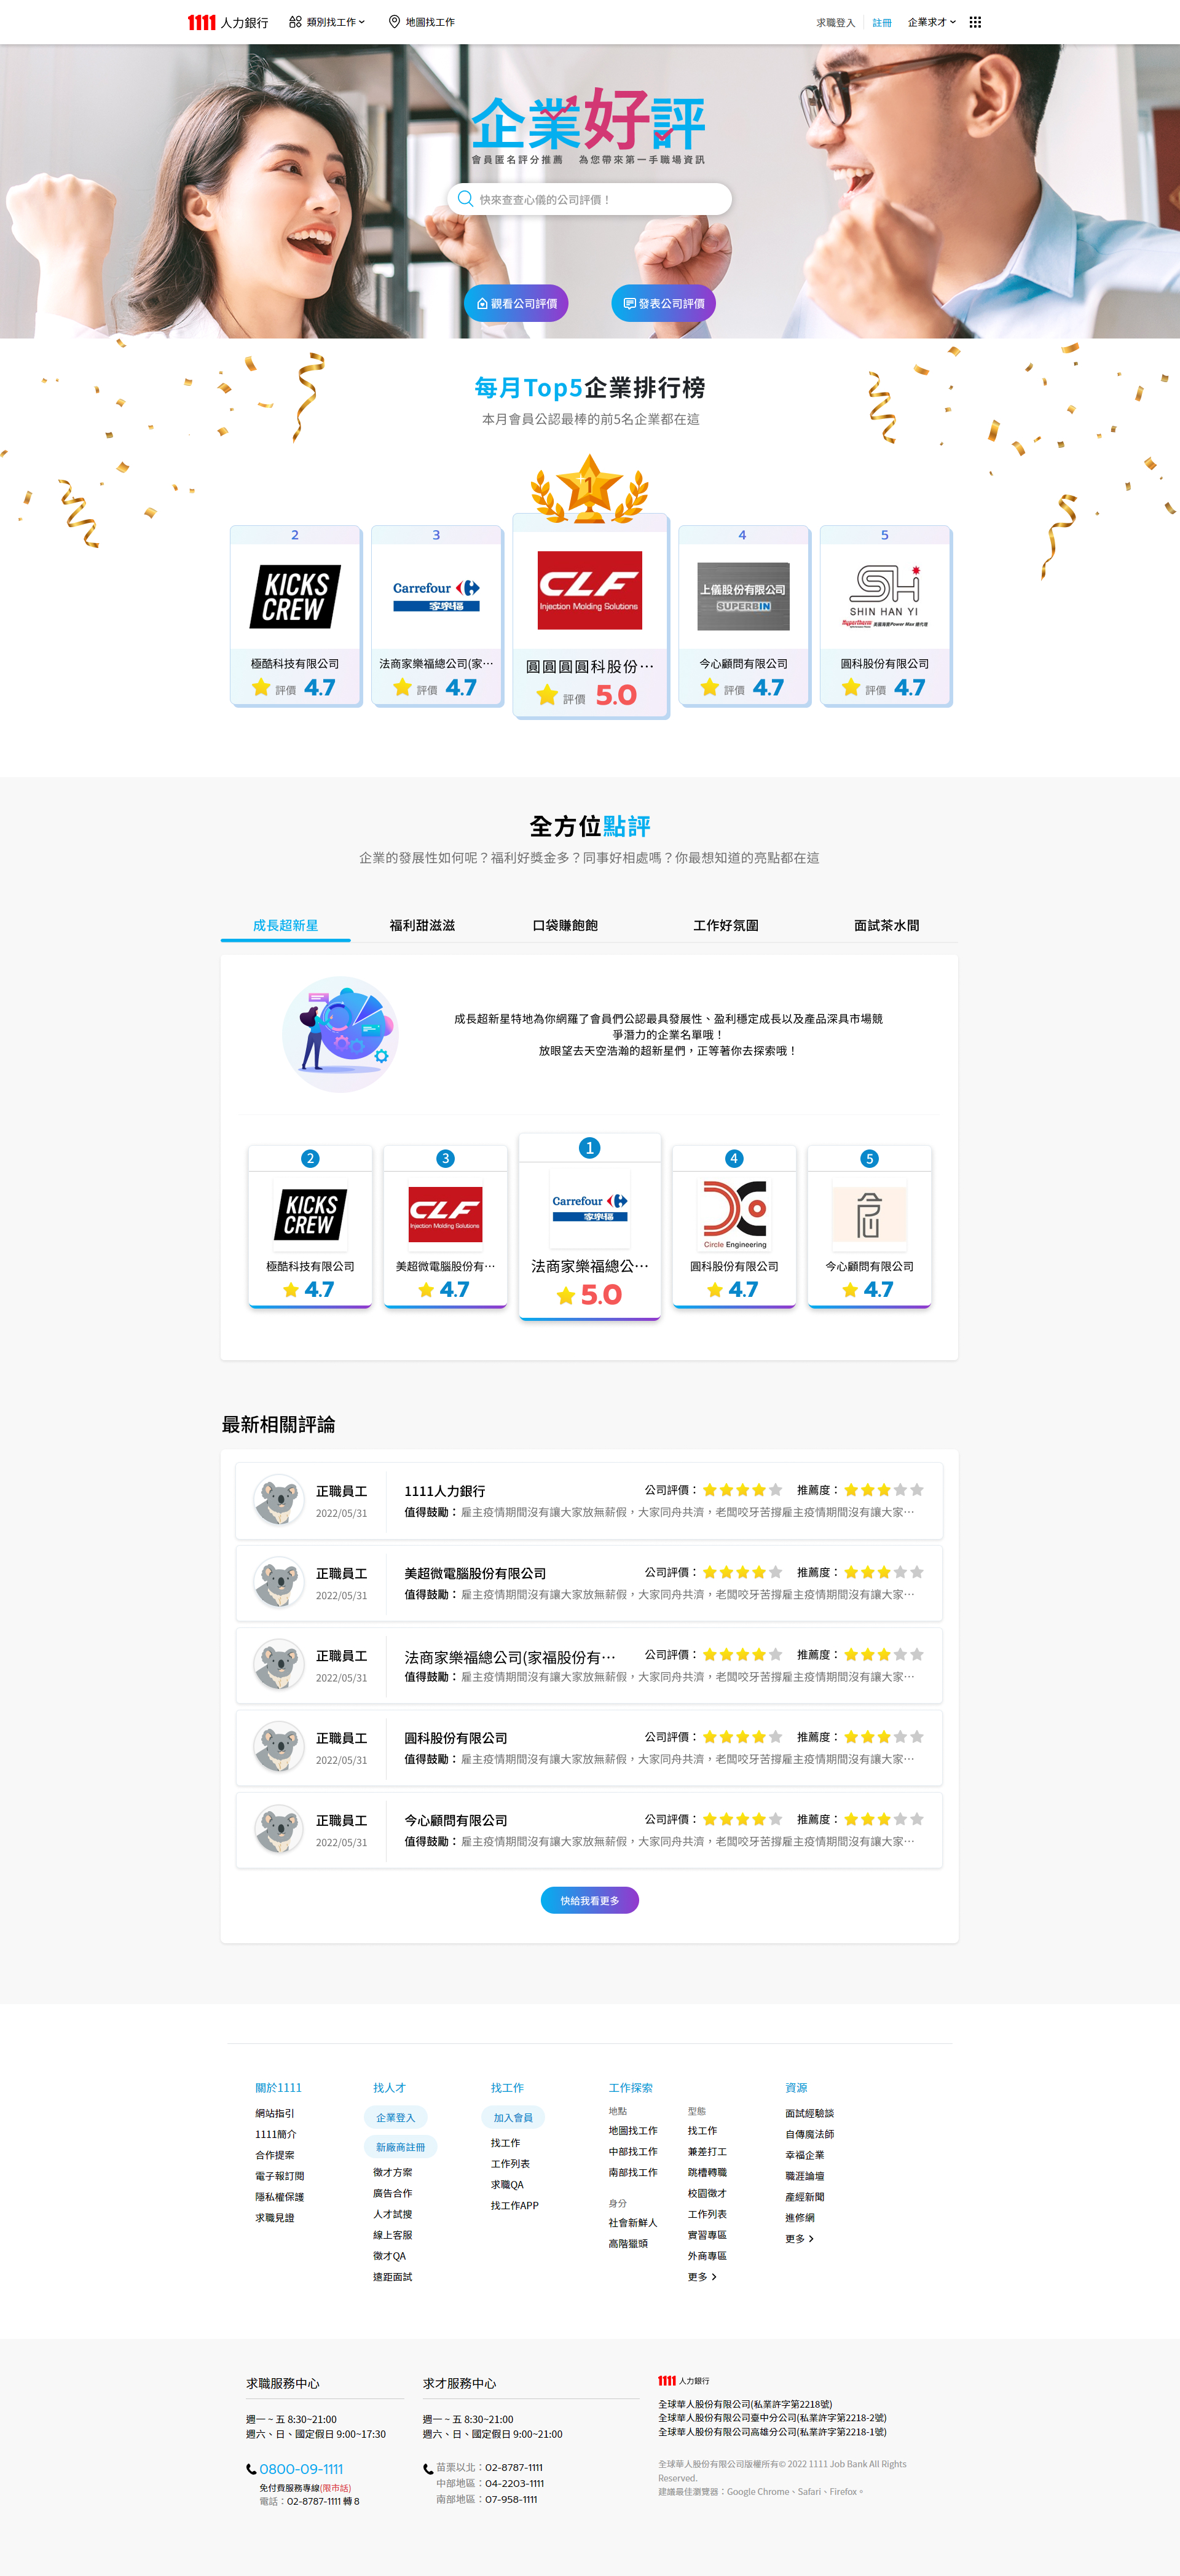 1111 人力銀行
類別找工作
地圖找工作
求職登入
註冊
企業求才
企業好評
會員匿名評分推薦 為您帶來第一手職場資訊
快來查查心儀的公司評價！
觀看公司評價
發表公司評價
每月Top5企業排行榜
本月會員公認最棒的前5名企業都在這
2
KICKS
CREW
極酷科技有限公司
評價 4.7
3
Carrefour
家樂福
法商家樂福總公司(家⋯
評價 4.7
1
CLF
Injection Molding Solutions
圓圓圓圓科股份⋯
評價 5.0
4
上儀股份有限公司
SUPERBIN
今心顧問有限公司
評價 4.7
5
SHIN HAN YI
Hypertherm 美國海寶Power Max 總代理
圓科股份有限公司
評價 4.7
全方位點評
企業的發展性如何呢？福利好獎金多？同事好相處嗎？你最想知道的亮點都在這
成長超新星
福利甜滋滋
口袋賺飽飽
工作好氛圍
面試茶水間
成長超新星特地為你網羅了會員們公認最具發展性、盈利穩定成長以及產品深具市場競
爭潛力的企業名單哦！
放眼望去天空浩瀚的超新星們，正等著你去探索哦！
2
KICKS
CREW
極酷科技有限公司
4.7
3
CLF
Injection Molding Solutions
美超微電腦股份有⋯
4.7
1
Carrefour
家樂福
法商家樂福總公⋯
5.0
4
Circle Engineering
圓科股份有限公司
4.7
5
今心顧問有限公司
4.7
最新相關評論
正職員工
2022/05/31
1111人力銀行
公司評價：
推薦度：
值得鼓勵：雇主疫情期間沒有讓大家放無薪假，大家同舟共濟，老闆咬牙苦撐雇主疫情期間沒有讓大家⋯
正職員工
2022/05/31
美超微電腦股份有限公司
公司評價：
推薦度：
值得鼓勵：雇主疫情期間沒有讓大家放無薪假，大家同舟共濟，老闆咬牙苦撐雇主疫情期間沒有讓大家⋯
正職員工
2022/05/31
法商家樂福總公司(家福股份有⋯
公司評價：
推薦度：
值得鼓勵：雇主疫情期間沒有讓大家放無薪假，大家同舟共濟，老闆咬牙苦撐雇主疫情期間沒有讓大家⋯
正職員工
2022/05/31
圓科股份有限公司
公司評價：
推薦度：
值得鼓勵：雇主疫情期間沒有讓大家放無薪假，大家同舟共濟，老闆咬牙苦撐雇主疫情期間沒有讓大家⋯
正職員工
2022/05/31
今心顧問有限公司
公司評價：
推薦度：
值得鼓勵：雇主疫情期間沒有讓大家放無薪假，大家同舟共濟，老闆咬牙苦撐雇主疫情期間沒有讓大家⋯
快給我看更多
關於1111
網站指引
1111簡介
合作提案
電子報訂閱
隱私權保護
求職見證
找人才
企業登入
新廠商註冊
徵才方案
廣告合作
人才試搜
線上客服
徵才QA
遠距面試
找工作
加入會員
找工作
工作列表
求職QA
找工作APP
工作探索
地點
地圖找工作
中部找工作
南部找工作
身分
社會新鮮人
高階獵頭
型態
找工作
兼差打工
跳槽轉職
校園徵才
工作列表
實習專區
外商專區
更多
資源
面試經驗談
自傳魔法師
幸福企業
職涯論壇
產經新聞
進修網
更多
求職服務中心
週一 ~ 五 8:30~21:00
週六、日、國定假日 9:00~17:30
0800-09-1111
免付費服務專線(限市話)
電話：02-8787-1111 轉 8
求才服務中心
週一 ~ 五 8:30~21:00
週六、日、國定假日 9:00~21:00
苗栗以北：02-8787-1111
中部地區：04-2203-1111
南部地區：07-958-1111
1111 人力銀行
全球華人股份有限公司(私業許字第2218號)
全球華人股份有限公司臺中分公司(私業許字第2218-2號)
全球華人股份有限公司高雄分公司(私業許字第2218-1號)
全球華人股份有限公司版權所有© 2022 1111 Job Bank All Rights
Reserved.
建議最佳瀏覽器：Google Chrome、Safari、Firefox。